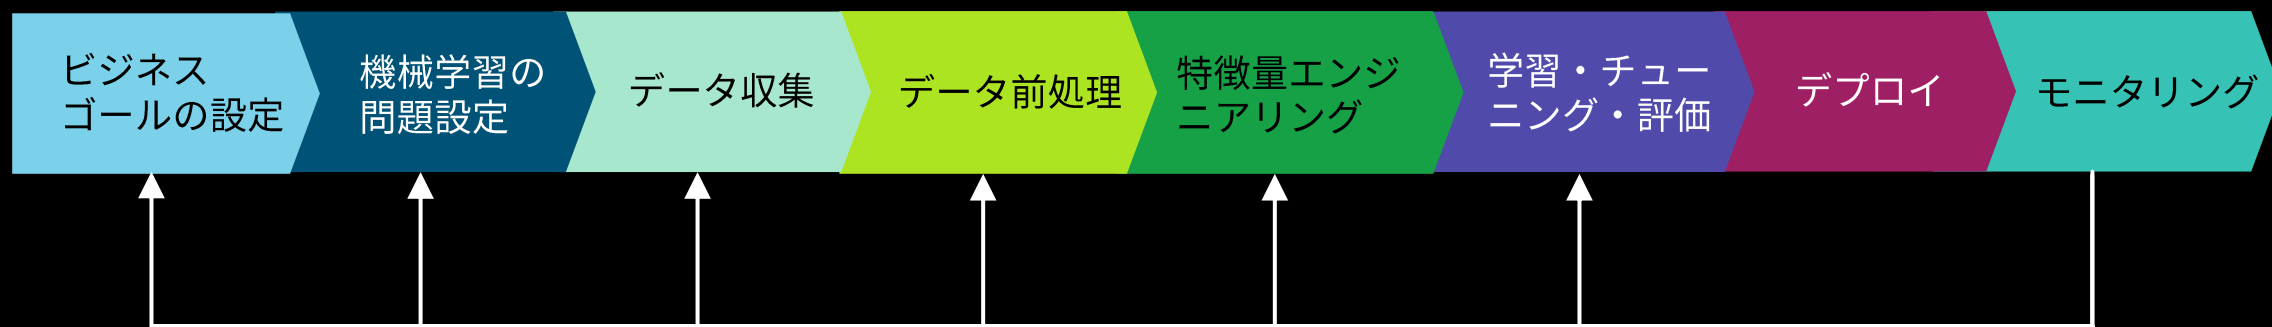 ビジネス
ゴールの設定
機械学習の
問題設定
データ収集
データ前処理
特徴量エンジ
ニアリング
学習・チュー
ニング・評価
デプロイ
モニタリング